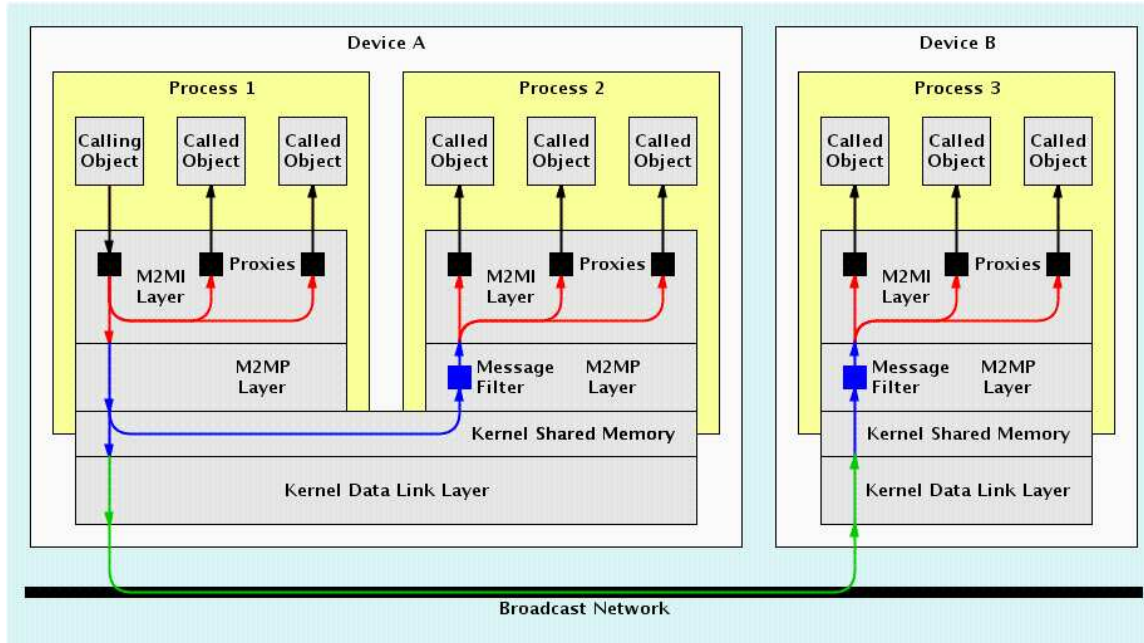 Device A
Device B
Process 1
Process 2
Process 3
Calling
Object
Called
Object
Called
Object
Called
Object
Called
Object
Called
Object
Called
Object
Called
Object
Called
Object
M2MI
Layer
Proxies
M2MI
Layer
Proxies
M2MI
Layer
Proxies
M2MP
Layer
Message
Filter
M2MP
Layer
Message
Filter
M2MP
Layer
Kernel Shared Memory
Kernel Shared Memory
Kernel Data Link Layer
Kernel Data Link Layer
Broadcast Network